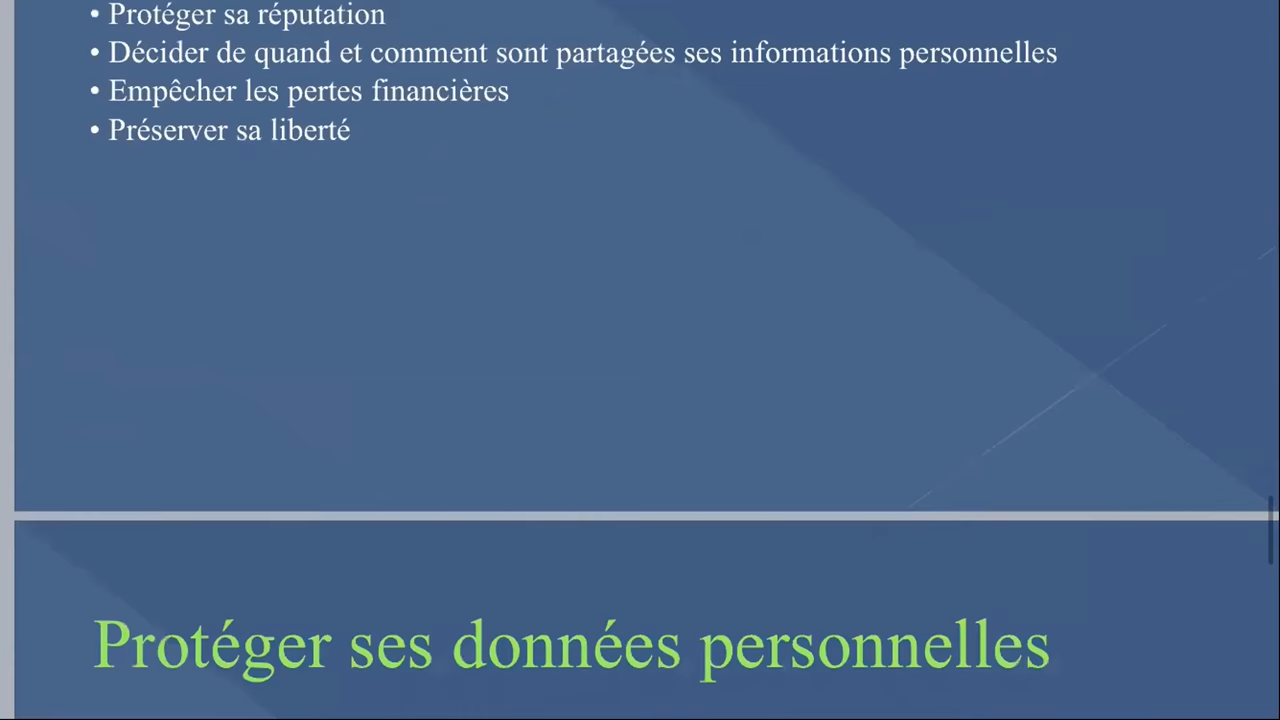 • Protéger sa réputation
• Décider de quand et comment sont partagées ses informations personnelles
• Empêcher les pertes financières
• Préserver sa liberté
Protéger ses données personnelles